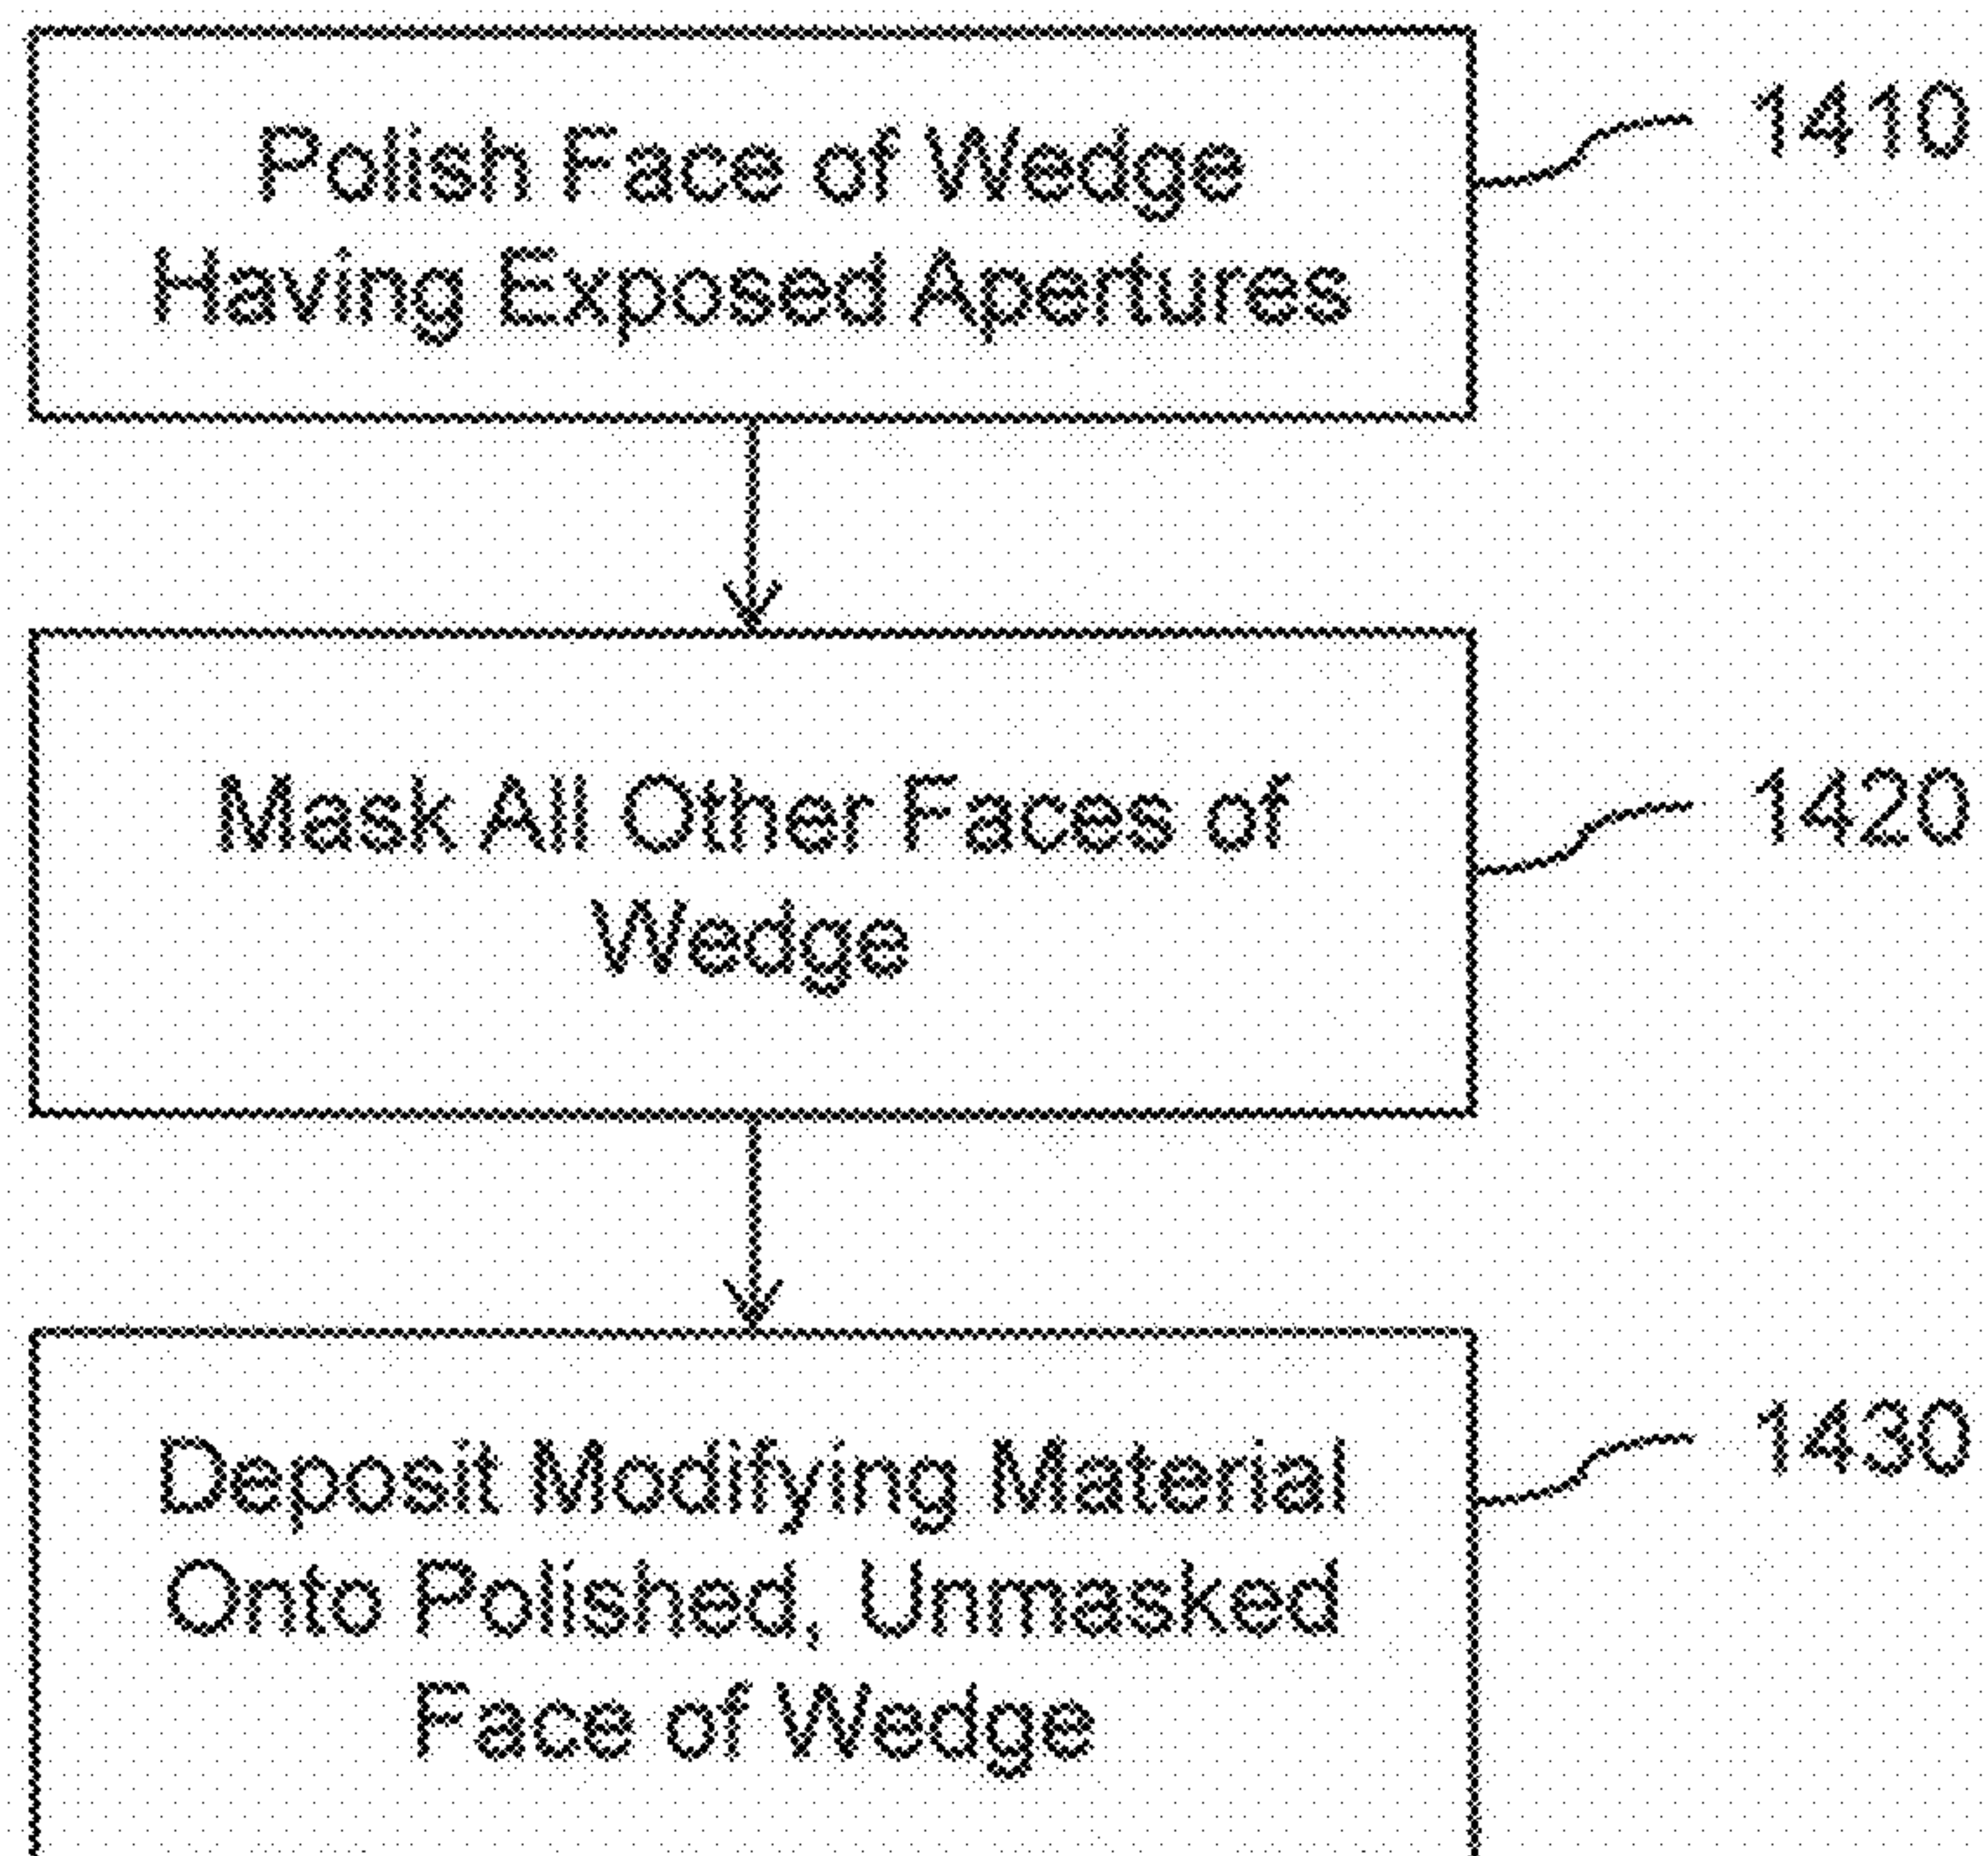 Polish Face of Wedge
Having Exposed Apertures
1410
Mask All Other Faces of
Wedge
1420
Deposit Modifying Material
Onto Polished, Unmasked
Face of Wedge
1430